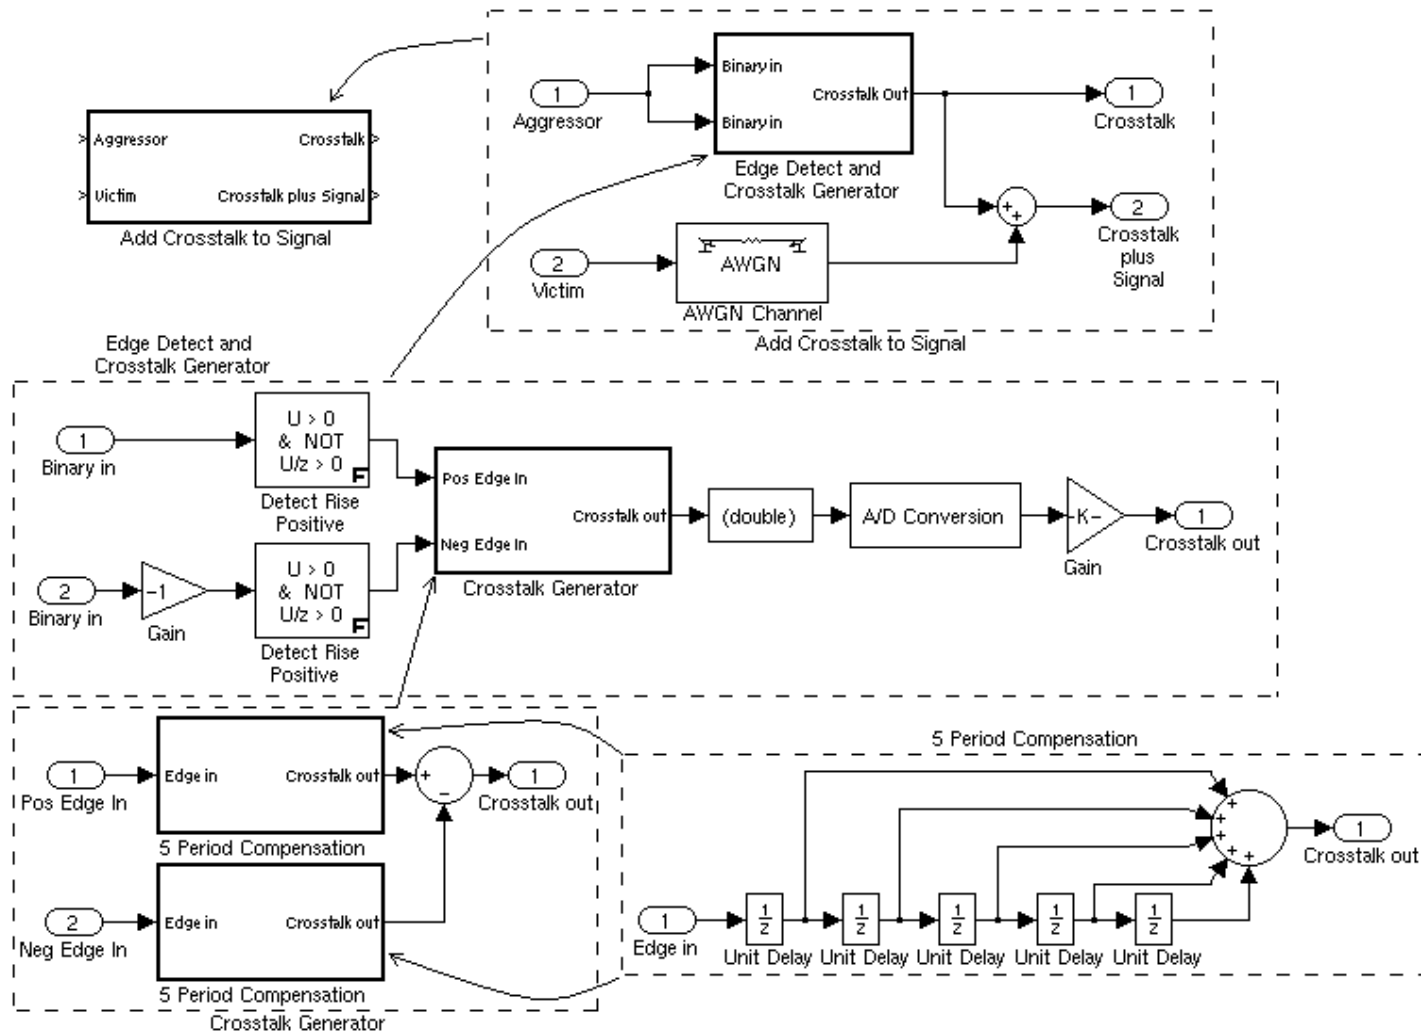 1
Aggressor
Binary in
Binary in
Crosstalk Out
Edge Detect and
Crosstalk Generator
1
Crosstalk
+
+
2
Crosstalk
plus
Signal
2
Victim
AWGN
AWGN Channel
Add Crosstalk to Signal
Aggressor
Victim
Crosstalk
Crosstalk plus Signal
Add Crosstalk to Signal
Edge Detect and
Crosstalk Generator
1
Binary in
U > 0
& NOT
U/z > 0
F
Detect Rise
Positive
2
Binary in
-1
Gain
U > 0
& NOT
U/z > 0
F
Detect Rise
Positive
Pos Edge In
Neg Edge In
Crosstalk out
Crosstalk Generator
(double)
A/D Conversion
-K-
Gain
1
Crosstalk out
1
Pos Edge In
Edge in
Crosstalk out
5 Period Compensation
+
-
1
Crosstalk out
2
Neg Edge In
Edge in
Crosstalk out
5 Period Compensation
Crosstalk Generator
5 Period Compensation
1
Edge in
1
z
Unit Delay
1
z
Unit Delay
1
z
Unit Delay
1
z
Unit Delay
1
z
Unit Delay
+
+
+
+
+
1
Crosstalk out